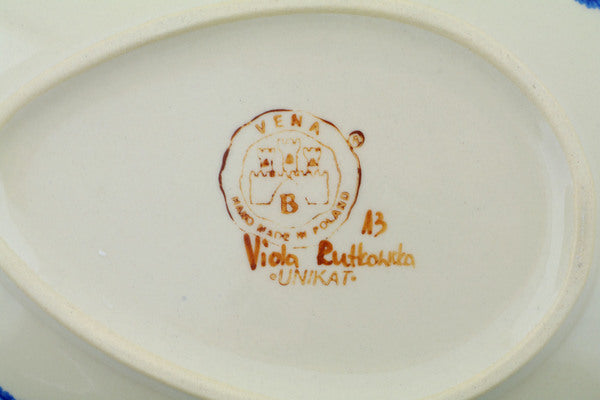 VENA
®
B
HAND MADE IN POLAND
13
Viola Rutkowska
•UNIKAT•